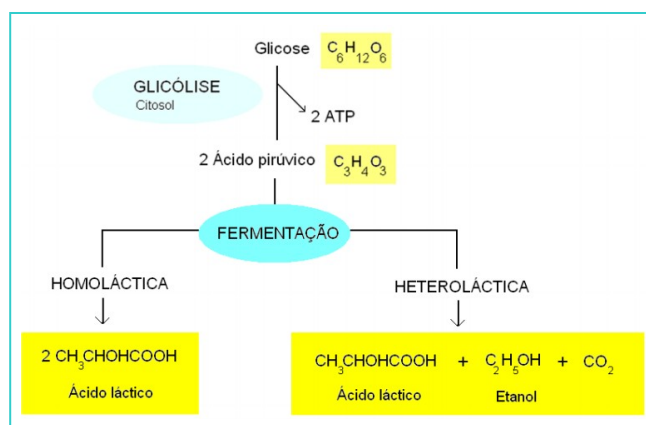 Glicose C6H12O6
GLICÓLISE
Citosol
2 ATP
2 Ácido pirúvico C3H4O3
FERMENTAÇÃO
HOMOLÁCTICA
HETEROLÁCTICA
2 CH3CHOHCOOH
Ácido láctico
CH3CHOHCOOH + C2H5OH + CO2
Ácido láctico Etanol